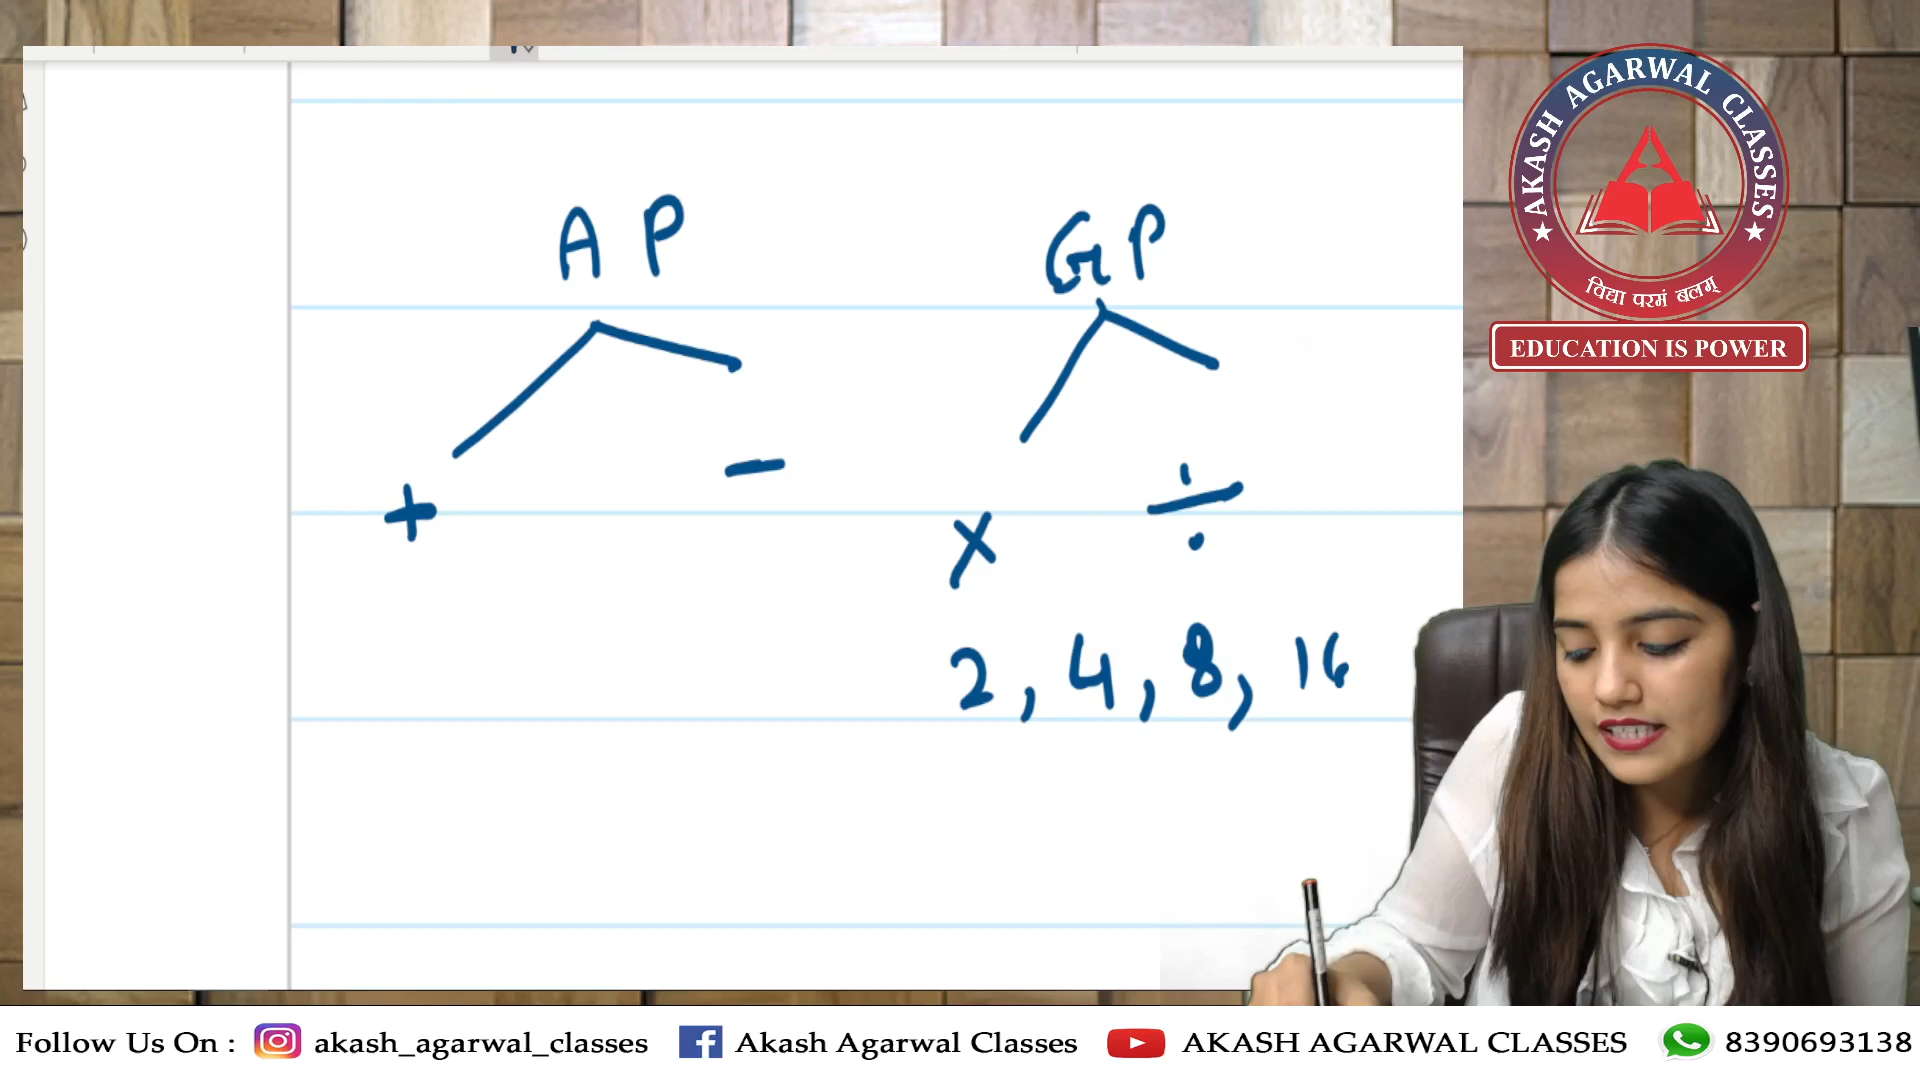 A P
GP
+
-
×
÷
2, 4, 8, 16
★ AKASH AGARWAL CLASSES ★
विद्या परमं बलम्
EDUCATION IS POWER
Follow Us On : akash_agarwal_classes Akash Agarwal Classes AKASH AGARWAL CLASSES 8390693138